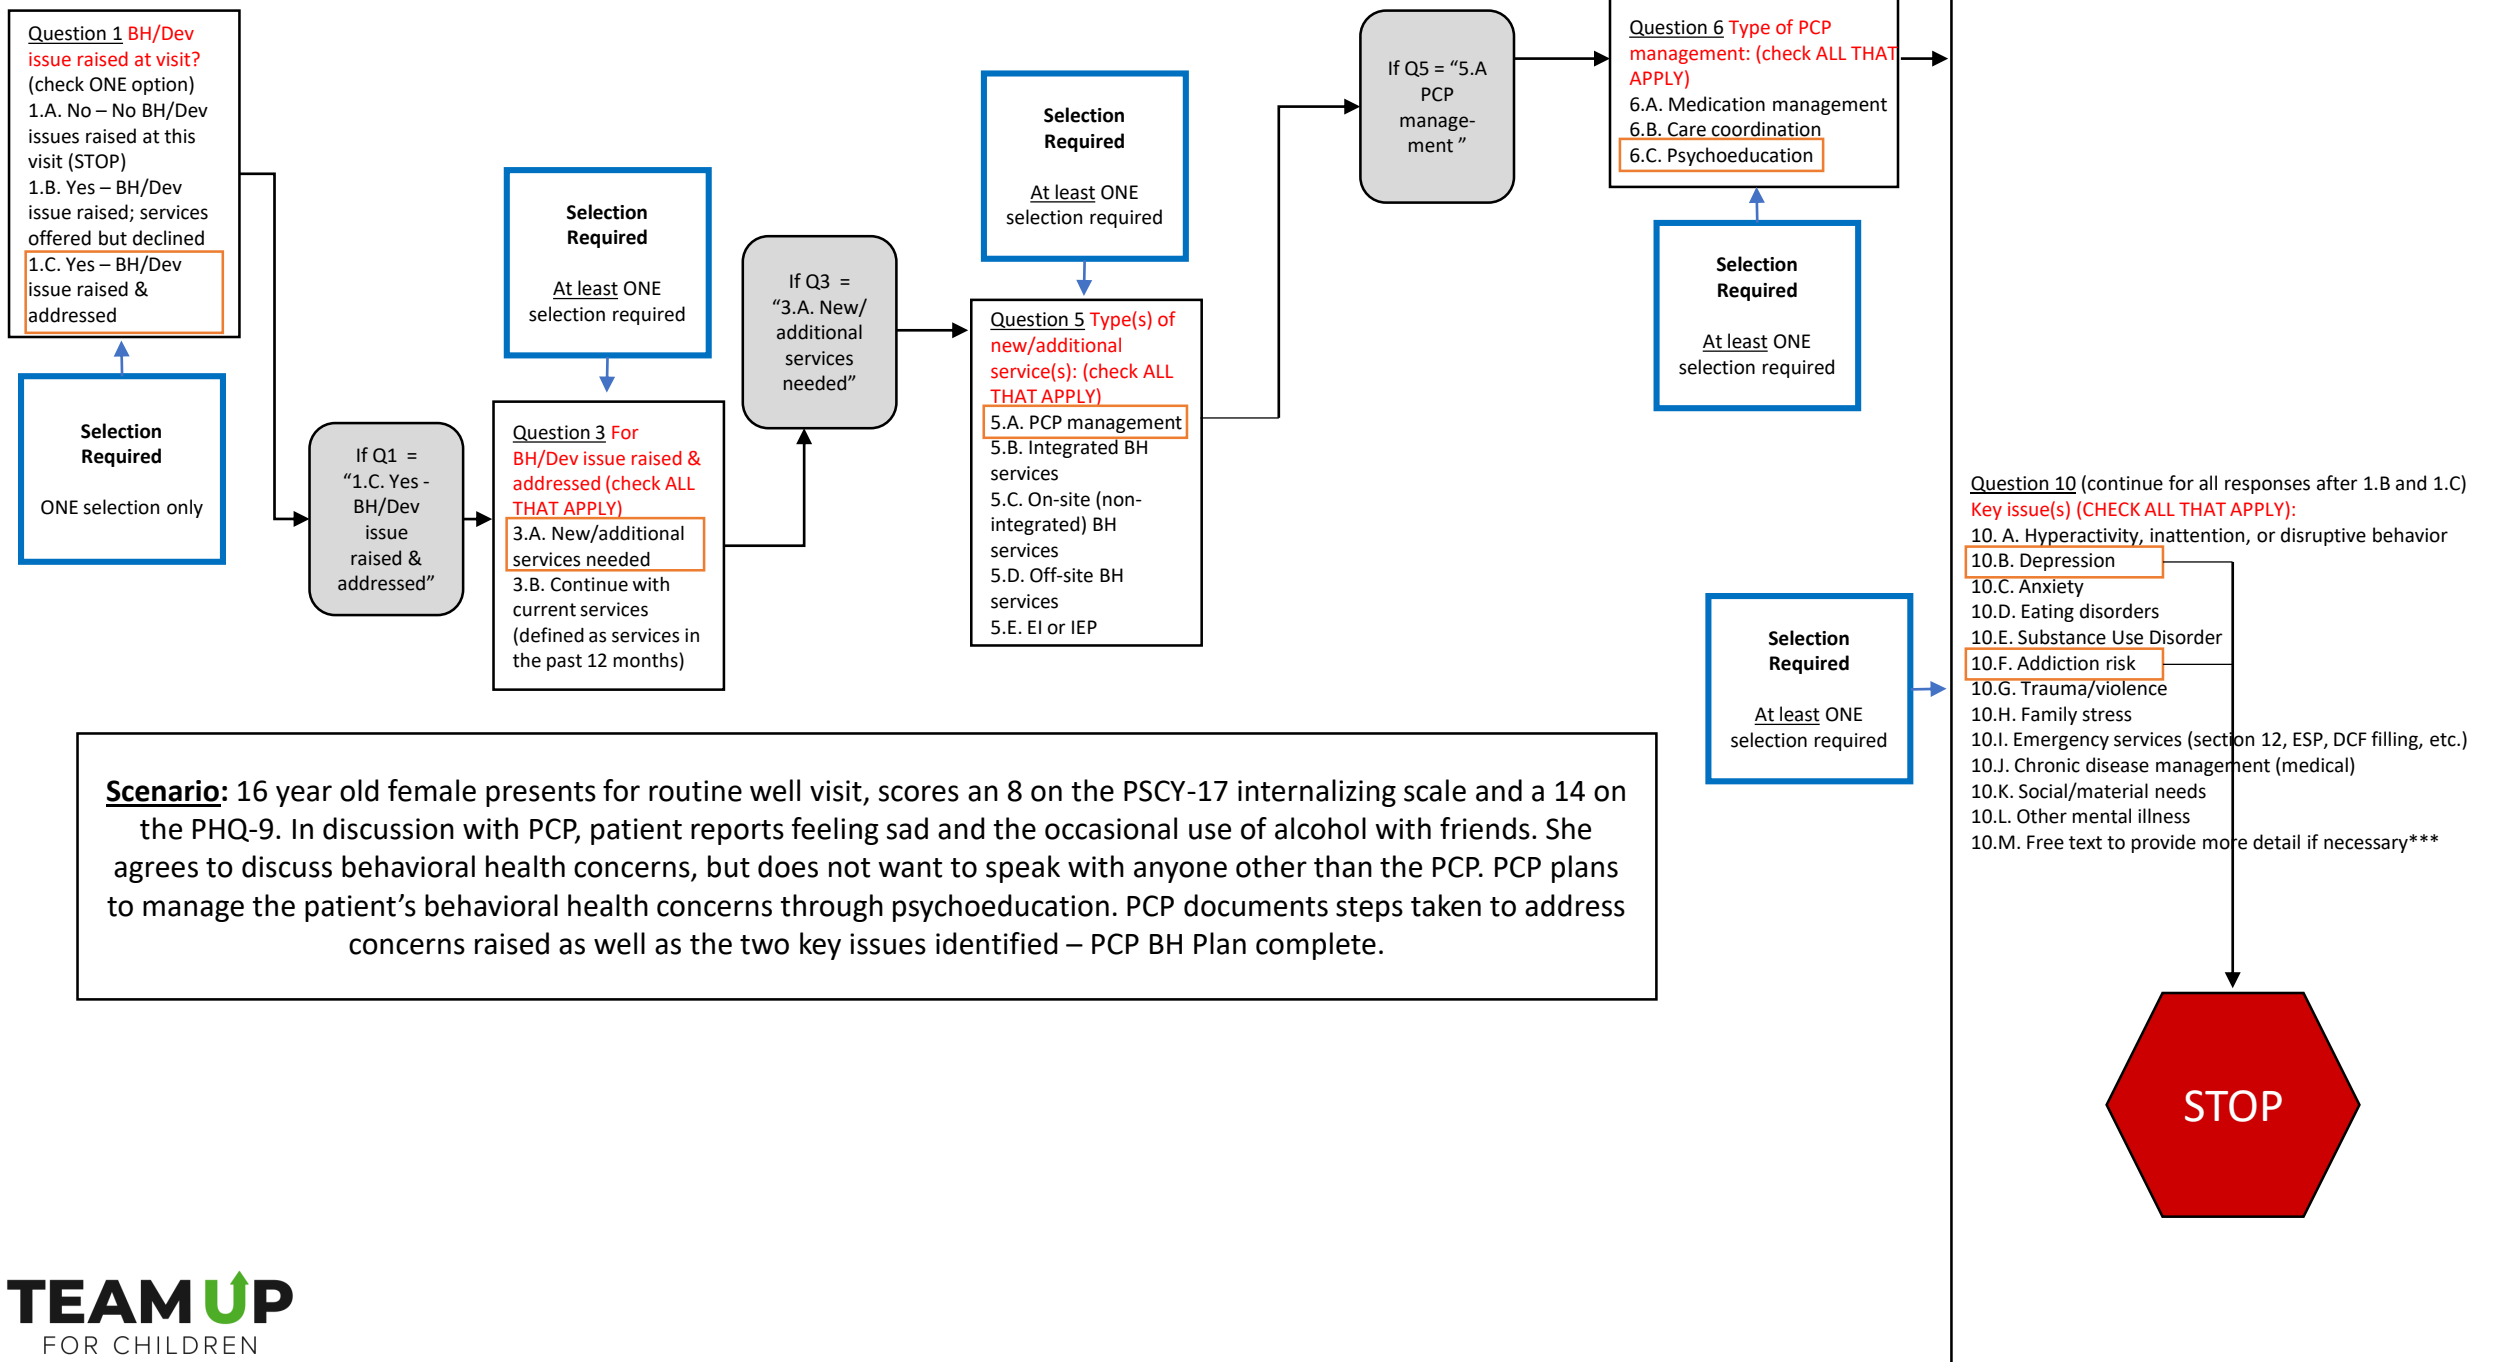 Question 1 BH/Dev
issue raised at visit?
(check ONE option)
1.A. No – No BH/Dev
issues raised at this
visit (STOP)
1.B. Yes – BH/Dev
issue raised; services
offered but declined
1.C. Yes – BH/Dev
issue raised &
addressed
Selection
Required
ONE selection only
If Q1 =
“1.C. Yes -
BH/Dev
issue
raised &
addressed”
Selection
Required
At least ONE
selection required
Question 3 For
BH/Dev issue raised &
addressed (check ALL
THAT APPLY)
3.A. New/additional
services needed
3.B. Continue with
current services
(defined as services in
the past 12 months)
If Q3 =
“3.A. New/
additional
services
needed”
Selection
Required
At least ONE
selection required
Question 5 Type(s) of
new/additional
service(s): (check ALL
THAT APPLY)
5.A. PCP management
5.B. Integrated BH
services
5.C. On-site (non-
integrated) BH
services
5.D. Off-site BH
services
5.E. EI or IEP
If Q5 = “5.A
PCP
manage-
ment ”
Question 6 Type of PCP
management: (check ALL THAT
APPLY)
6.A. Medication management
6.B. Care coordination
6.C. Psychoeducation
Selection
Required
At least ONE
selection required
Selection
Required
At least ONE
selection required
Question 10 (continue for all responses after 1.B and 1.C)
Key issue(s) (CHECK ALL THAT APPLY):
10. A. Hyperactivity, inattention, or disruptive behavior
10.B. Depression
10.C. Anxiety
10.D. Eating disorders
10.E. Substance Use Disorder
10.F. Addiction risk
10.G. Trauma/violence
10.H. Family stress
10.I. Emergency services (section 12, ESP, DCF filling, etc.)
10.J. Chronic disease management (medical)
10.K. Social/material needs
10.L. Other mental illness
10.M. Free text to provide more detail if necessary***
STOP
Scenario: 16 year old female presents for routine well visit, scores an 8 on the PSCY-17 internalizing scale and a 14 on
the PHQ-9. In discussion with PCP, patient reports feeling sad and the occasional use of alcohol with friends. She
agrees to discuss behavioral health concerns, but does not want to speak with anyone other than the PCP. PCP plans
to manage the patient’s behavioral health concerns through psychoeducation. PCP documents steps taken to address
concerns raised as well as the two key issues identified – PCP BH Plan complete.
TEAM UP
FOR CHILDREN